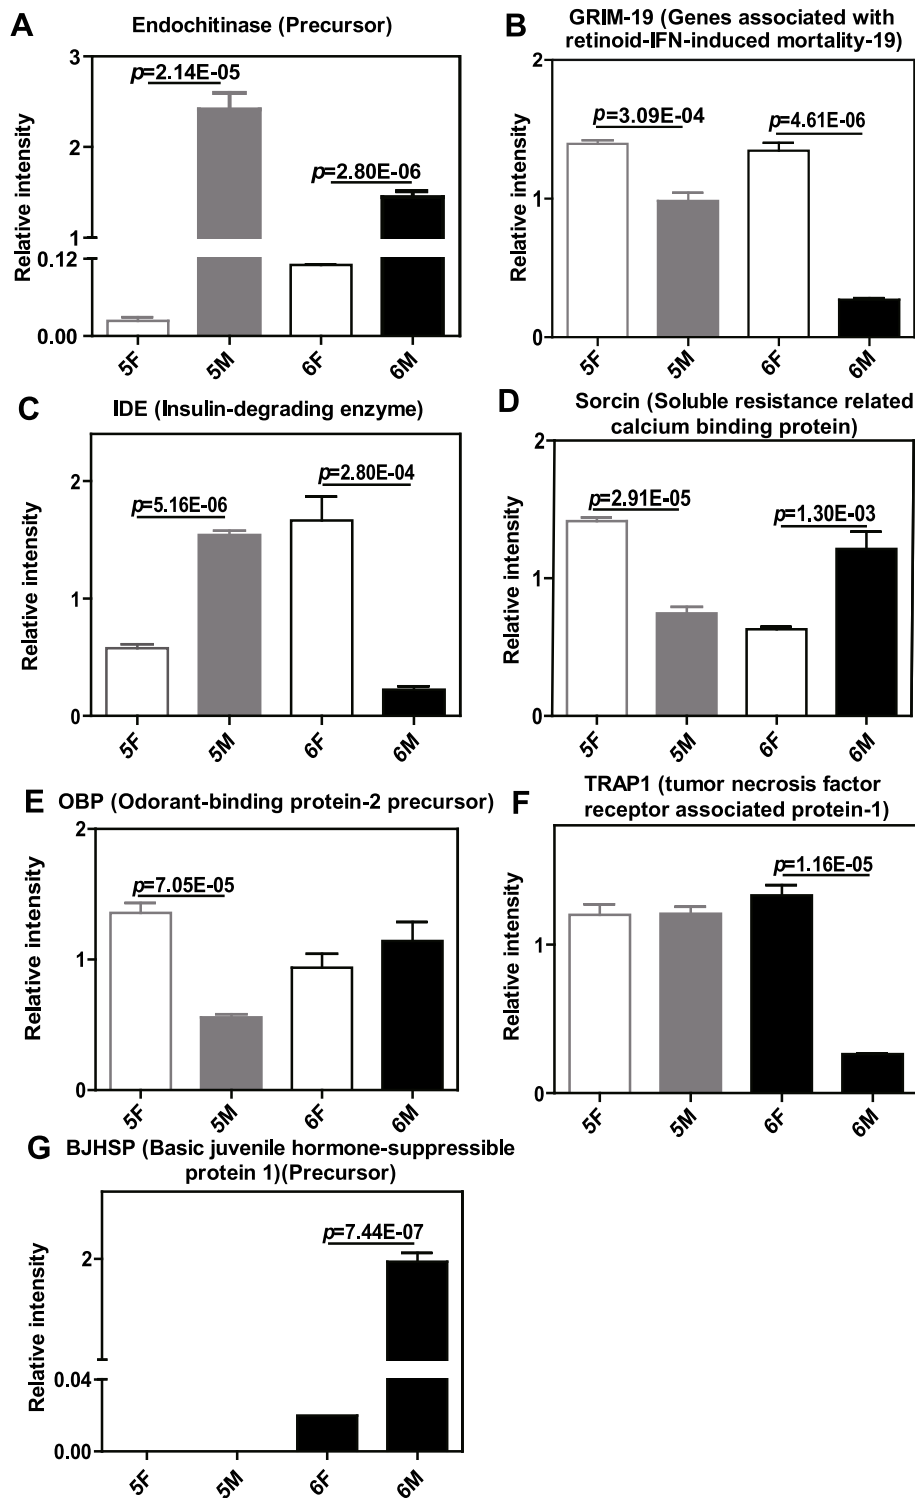 A
Endochitinase (Precursor)
Relative intensity
3
2
1
0.12
0.00
p=2.14E-05
p=2.80E-06
5F
5M
6F
6M
B
GRIM-19 (Genes associated with
retinoid-IFN-induced mortality-19)
Relative intensity
2
1
0
p=3.09E-04
p=4.61E-06
5F
5M
6F
6M
C
IDE (Insulin-degrading enzyme)
Relative intensity
2
1
0
p=5.16E-06
p=2.80E-04
5F
5M
6F
6M
D
Sorcin (Soluble resistance related
calcium binding protein)
Relative intensity
2
1
0
p=2.91E-05
p=1.30E-03
5F
5M
6F
6M
E
OBP (Odorant-binding protein-2 precursor)
Relative intensity
2
1
0
p=7.05E-05
5F
5M
6F
6M
F
TRAP1 (tumor necrosis factor
receptor associated protein-1)
Relative intensity
1
0
p=1.16E-05
5F
5M
6F
6M
G
BJHSP (Basic juvenile hormone-suppressible
protein 1)(Precursor)
Relative intensity
2
0.04
0.00
p=7.44E-07
5F
5M
6F
6M